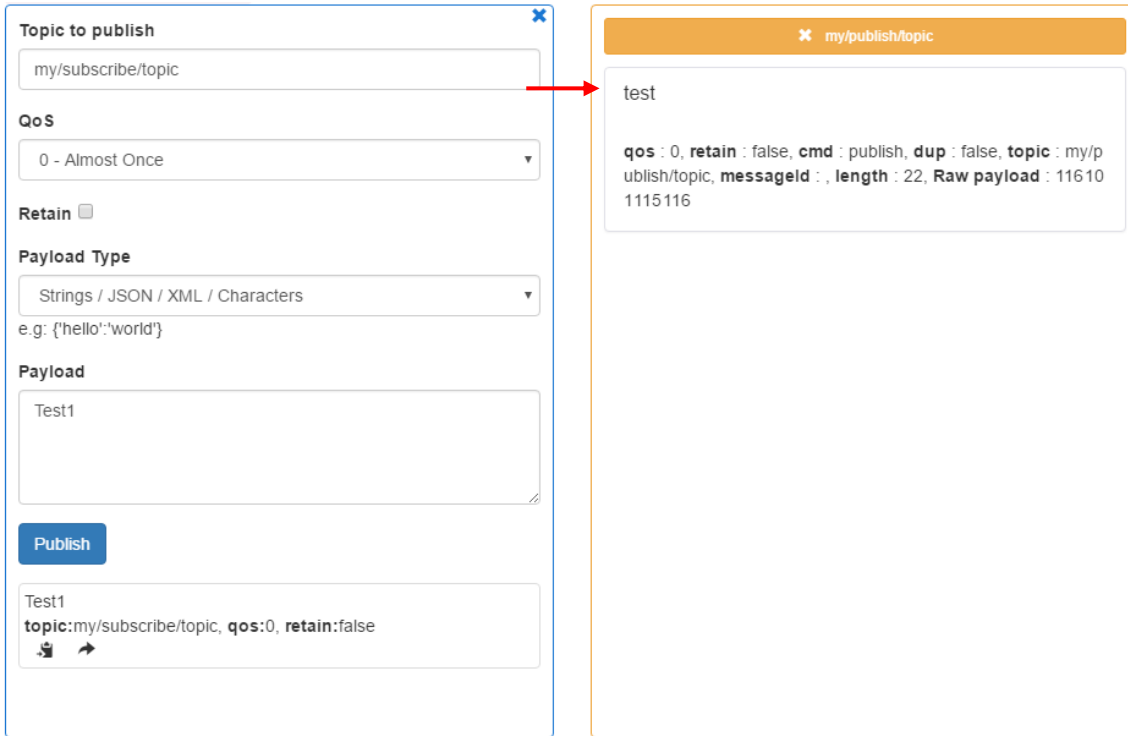 Topic to publish
my/subscribe/topic
QoS
0 - Almost Once
Retain
Payload Type
Strings / JSON / XML / Characters
e.g: {'hello':'world'}
Payload
Test1
Publish
Test1
topic:my/subscribe/topic, qos:0, retain:false
my/publish/topic
test
qos : 0, retain : false, cmd : publish, dup : false, topic : my/p
ublish/topic, messageId : , length : 22, Raw payload : 11610
1115116